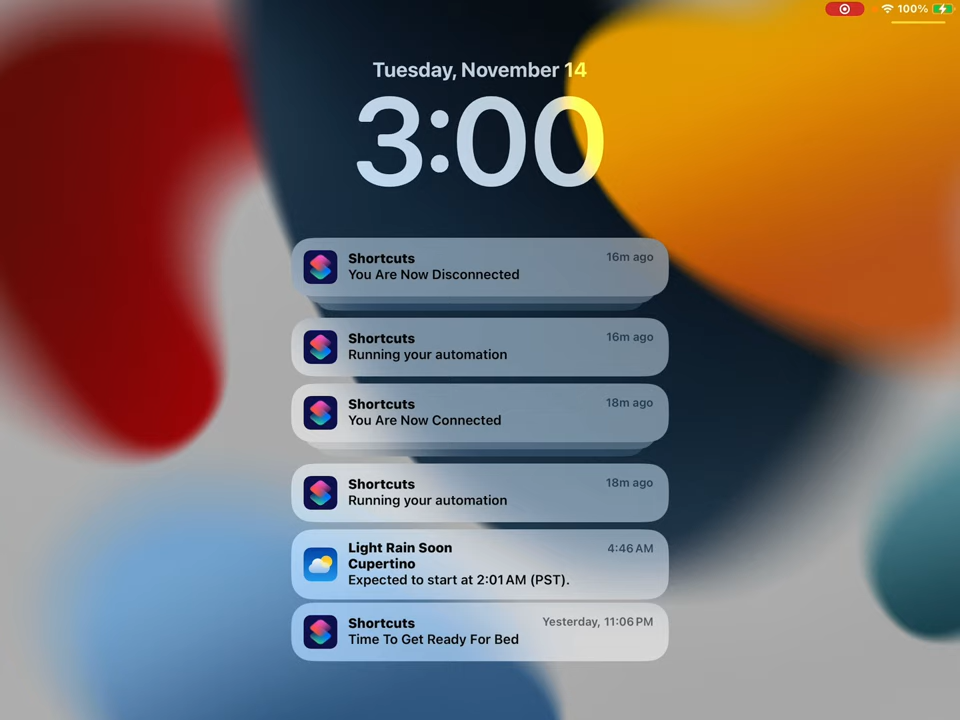 100%
Tuesday, November 14
3:00
Shortcuts 16m ago
You Are Now Disconnected
Shortcuts 16m ago
Running your automation
Shortcuts 18m ago
You Are Now Connected
Shortcuts 18m ago
Running your automation
Light Rain Soon 4:46 AM
Cupertino
Expected to start at 2:01 AM (PST).
Shortcuts Yesterday, 11:06 PM
Time To Get Ready For Bed